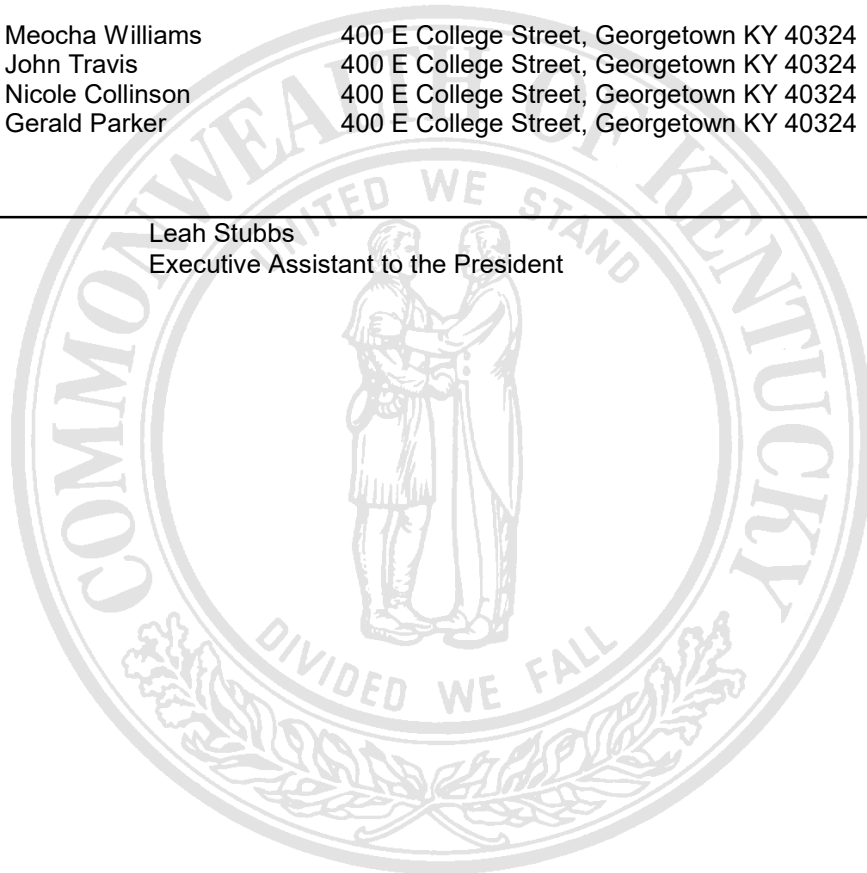 Meocha Williams 400 E College Street, Georgetown KY 40324
John Travis 400 E College Street, Georgetown KY 40324
Nicole Collinson 400 E College Street, Georgetown KY 40324
Gerald Parker 400 E College Street, Georgetown KY 40324
Leah Stubbs
Executive Assistant to the President
COMMONWEALTH OF KENTUCKY
UNITED WE STAND
DIVIDED WE FALL